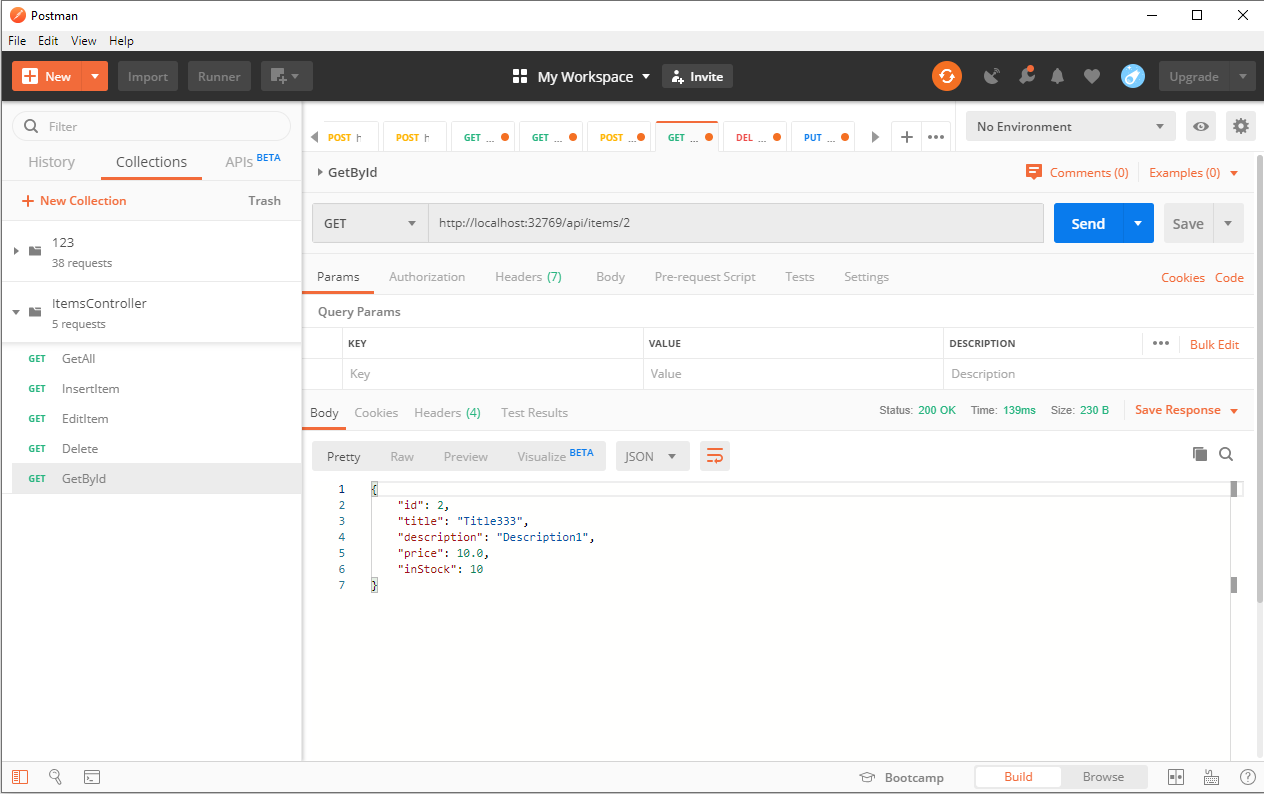 Postman
File Edit View Help
New Import Runner My Workspace Invite Upgrade
Filter
History Collections APIs BETA
New Collection Trash
123
38 requests
ItemsController
5 requests
GET GetAll
GET InsertItem
GET EditItem
GET Delete
GET GetById
POST POST GET ... GET ... POST ... GET ... DEL ... PUT ... No Environment
GetById Comments (0) Examples (0)
GET http://localhost:32769/api/items/2 Send Save
Params Authorization Headers (7) Body Pre-request Script Tests Settings Cookies Code
Query Params
KEY VALUE DESCRIPTION Bulk Edit
Key Value Description
Body Cookies Headers (4) Test Results Status: 200 OK Time: 139ms Size: 230 B Save Response
Pretty Raw Preview Visualize BETA JSON
1 {
2 "id": 2,
3 "title": "Title333",
4 "description": "Description1",
5 "price": 10.0,
6 "inStock": 10
7 }
Bootcamp Build Browse